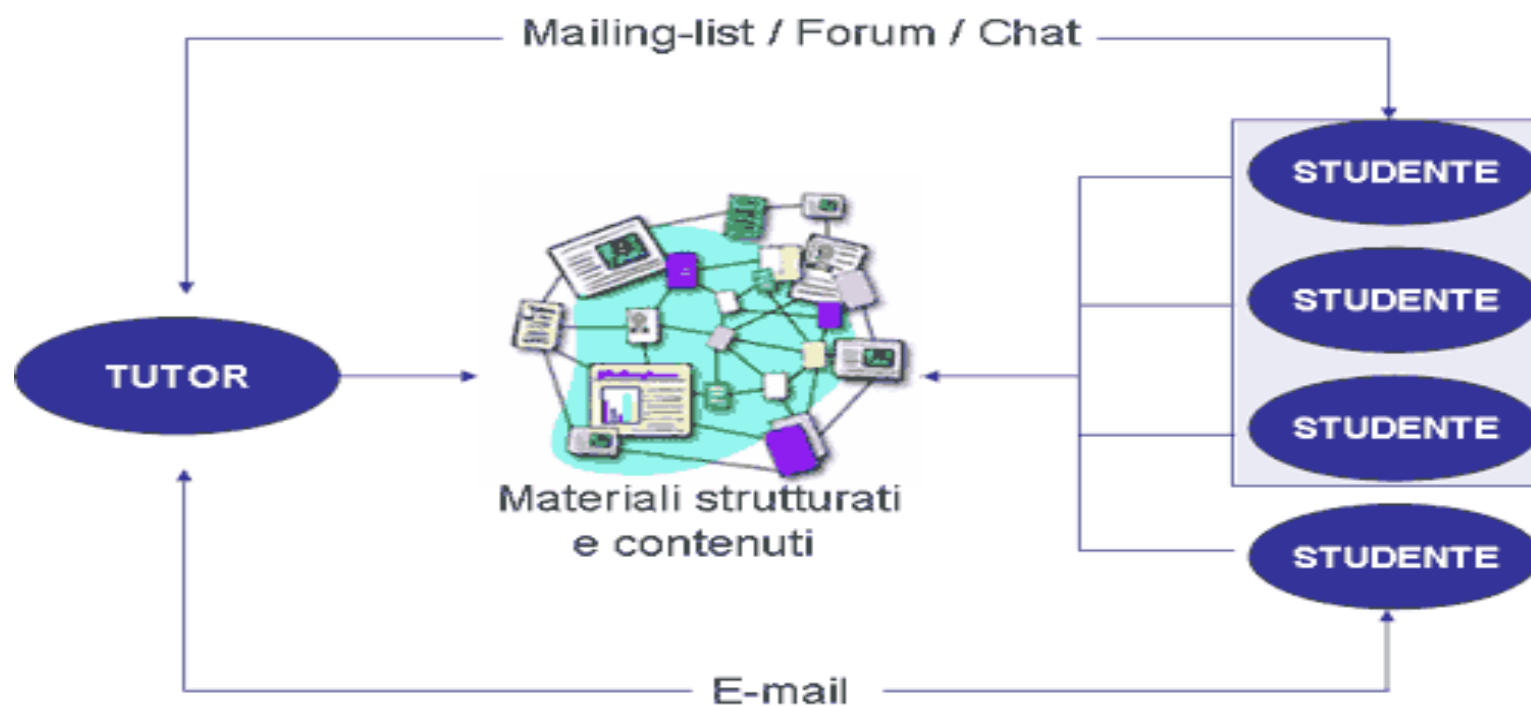 Mailing-list / Forum / Chat
STUDENTE
STUDENTE
TUTOR
STUDENTE
Materiali strutturati
e contenuti
STUDENTE
E-mail